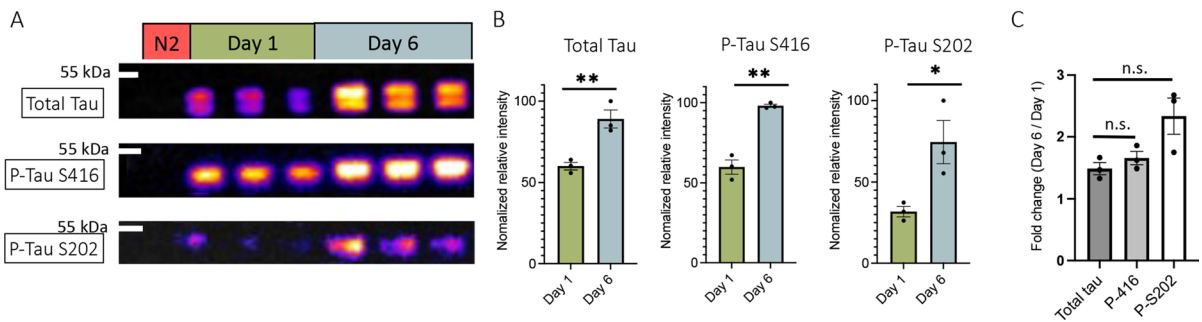 A
N2
Day 1
Day 6
55 kDa
Total Tau
55 kDa
P-Tau S416
55 kDa
P-Tau S202
B
Total Tau
P-Tau S416
P-Tau S202
**
**
*
Nomalized relative intensity
100
50
0
Day 1
Day 6
Nomalized relative intensity
100
50
0
Day 1
Day 6
Nomalized relative intensity
100
50
0
Day 1
Day 6
C
n.s.
n.s.
Fold change (Day 6 / Day 1)
3
2
1
0
Total tau
P-416
P-S202